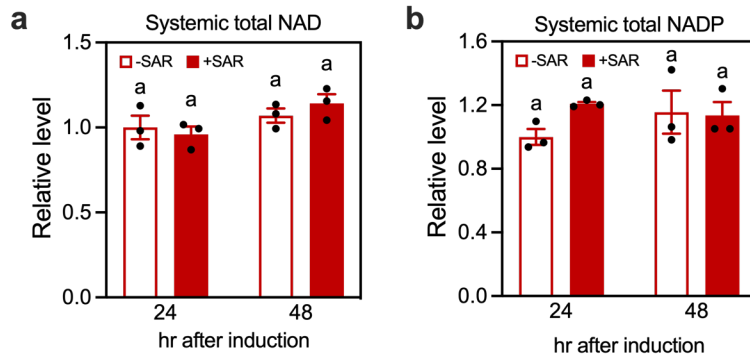 a
Systemic total NAD
1.5
1.0
0.5
0.0
Relative level
-SAR +SAR
a a a a
24 48
hr after induction
b
Systemic total NADP
1.6
1.2
0.8
0.4
0.0
Relative level
-SAR +SAR
a a a a
24 48
hr after induction